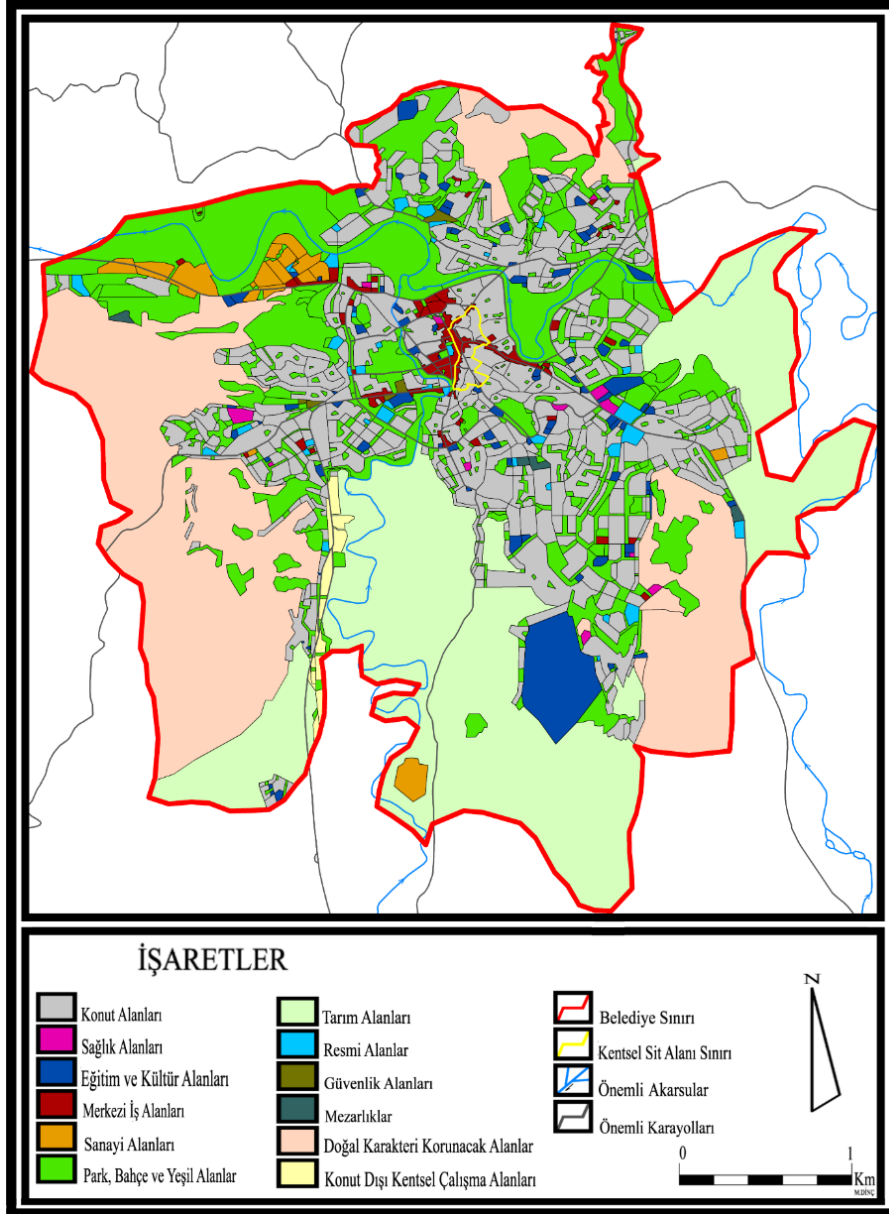 İŞARETLER
Konut Alanları
Sağlık Alanları
Eğitim ve Kültür Alanları
Merkezi İş Alanları
Sanayi Alanları
Park, Bahçe ve Yeşil Alanlar
Tarım Alanları
Resmi Alanlar
Güvenlik Alanları
Mezarlıklar
Doğal Karakteri Korunacak Alanlar
Konut Dışı Kentsel Çalışma Alanları
Belediye Sınırı
Kentsel Sit Alanı Sınırı
Önemli Akarsular
Önemli Karayolları
N
0 1
Km
M.DİNÇ